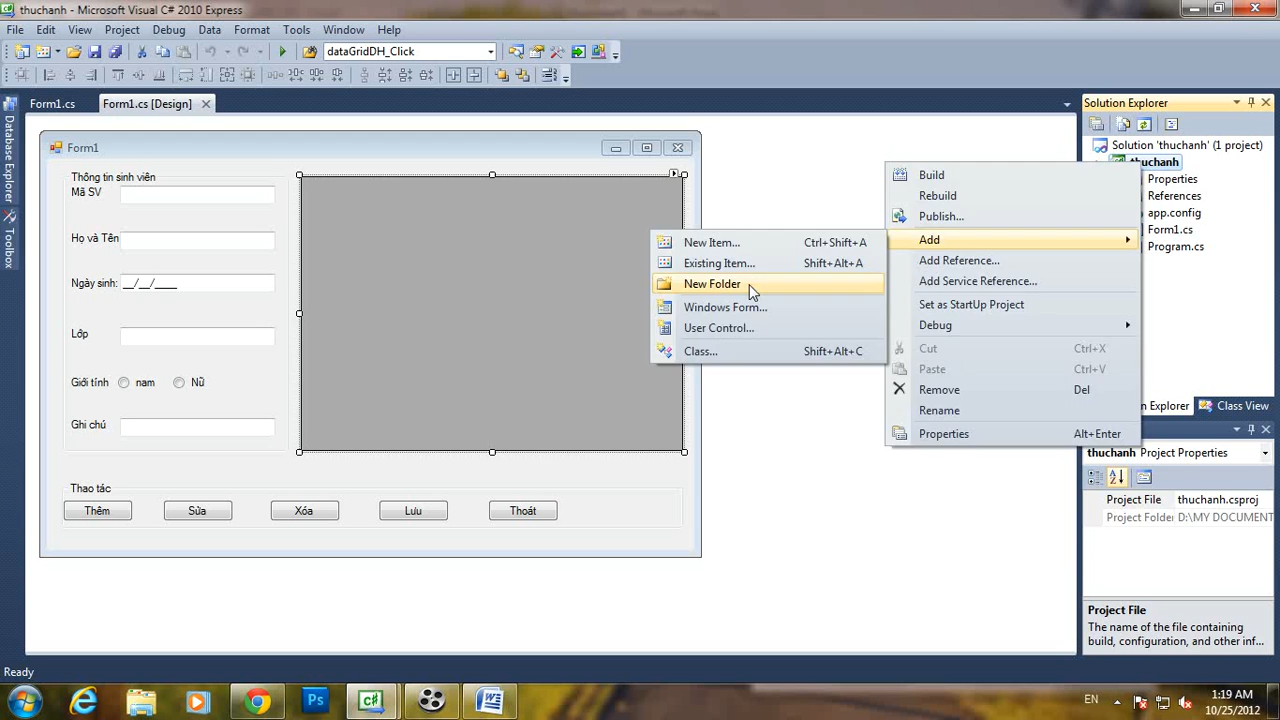 thuchanh - Microsoft Visual C# 2010 Express
File Edit View Project Debug Data Format Tools Window Help
dataGridDH_Click
Form1.cs Form1.cs [Design]
Database Explorer
Toolbox
Form1
Thông tin sinh viên
Mã SV
Họ và Tên
Ngày sinh: __/__/____
Lớp
Giới tính nam Nữ
Ghi chú
Thao tác
Thêm Sửa Xóa Lưu Thoát
New Item... Ctrl+Shift+A
Existing Item... Shift+Alt+A
New Folder
Windows Form...
User Control...
Class... Shift+Alt+C
Build
Rebuild
Publish...
Add
Add Reference...
Add Service Reference...
Set as StartUp Project
Debug
Cut Ctrl+X
Paste Ctrl+V
Remove Del
Rename
Properties Alt+Enter
Solution Explorer
Solution 'thuchanh' (1 project)
thuchanh
Properties
References
app.config
Form1.cs
Program.cs
Explorer Class View
thuchanh Project Properties
Project File thuchanh.csproj
Project Folder D:\MY DOCUMENT
Project File
The name of the file containing
build, configuration, and other inf...
Ready
Ps
C#
EN
1:19 AM
10/25/2012